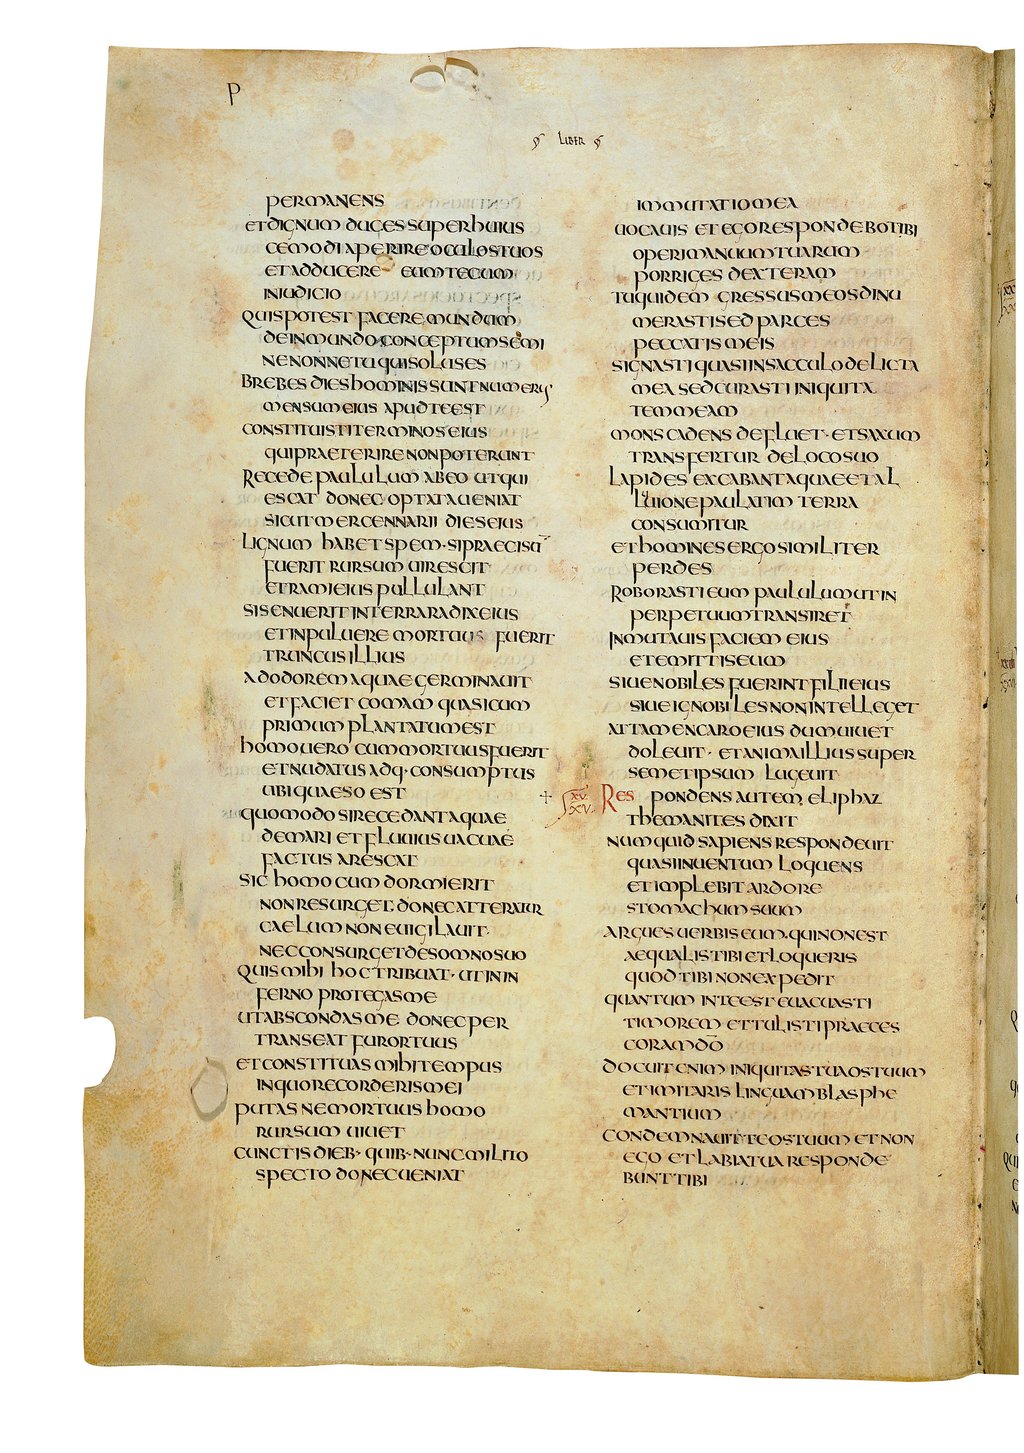 P
LIBER
PERMANENS
ET DIGNUM DUCES SUPER HUIUS
CEMODI APERIRE OCULOS TUOS
ET ADDUCERE EUM TECUM
IN IUDICIO
QUIS POTEST FACERE MUNDUM
DE INMUNDO CONCEPTUM SEMI
NE NONNE TU QUI SOLUS ES
BREBES DIES HOMINIS SUNT NUMERUS
MENSUM EIUS APUD TE EST
CONSTITUISTI TERMINOS EIUS
QUI PRAETERIRE NON POTERUNT
RECEDE PAULULUM AB EO UT QUI
ESCAT DONEC OPTATA UENIAT
SICUT MERCENNARII DIES EIUS
LIGNUM HABET SPEM · SI PRAECISŪ
FUERIT RURSUM UIRESCIT
ET RAMI EIUS PULLULANT
SI SENUERIT IN TERRA RADIX EIUS
ET IN PULUERE MORTUUS FUERIT
TRUNCUS ILLIUS
AD ODOREM AQUAE GERMINAUIT
ET FACIET COMAM QUASI CUM
PRIMUM PLANTATUM EST
HOMO UERO CUM MORTUUS FUERIT
ET NUDATUS ADQ· CONSUMPTUS
UBI QUAESO EST
QUOMODO SI RECEDANT AQUAE
DE MARI ET FLUUIUS UACUAE
FACTUS ARESCAT
SIC HOMO CUM DORMIERIT
NON RESURGET· DONEC ATTERATUR
CAELUM NON EUIGILAUIT·
NEC CONSURGET DE SOMNO SUO
QUIS MIHI HOC TRIBUAT · UT IN IN
FERNO PROTEGAS ME
UT ABSCONDAS ME DONEC PER
TRANSEAT FUROR TUUS
ET CONSTITUAS MIHI TEMPUS
IN QUO RECORDERIS MEI
PUTAS NE MORTUUS HOMO
RURSUM UIUET
CUNCTIS DIEB· QUIB· NUNC MILITO
SPECTO DONEC UENIAT
IMMUTATIO MEA
UOCAUIS ET EGO RESPONDEBO TIBI
OPERI MANUUM TUARUM
PORRIGES DEXTERAM
TU QUIDEM GRESSUS MEOS DINU
MERASTI SED PARCES
PECCATIS MEIS
SIGNASTI QUASI IN SACCULO DELICTA
MEA SED CURASTI INIQUITA
TEM MEAM
MONS CADENS DEFLUET · ET SAXUM
TRANSFERTUR DE LOCO SUO
LAPIDES EXCABANT AQUAE ET AL
LUUIONE PAULATIM TERRA
CONSUMITUR
ET HOMINES ERGO SIMILITER
PERDES
ROBORASTI EUM PAULULUM UT IN
PERPETUUM TRANSIRET
INMUTAUIS FACIEM EIUS
ET EMITTIS EUM
SIUE NOBILES FUERINT FILII EIUS
SIUE IGNOBILES NON INTELLEGET
ATTAMEN CARO EIUS DUM UIUET
DOLEUIT · ET ANIMA ILLIUS SUPER
SEMETIPSUM LUGEUIT
+ XV· XV· RESPONDENS AUTEM ELIPHAZ
THEMANITES DIXIT
NUMQUID SAPIENS RESPONDEUIT
QUASI IN UENTUM LOQUENS
ET IMPLEBIT ARDORE
STOMACHUM SUUM
ARGUES UERBIS EUM· QUI NON EST
AEQUALIS TIBI ET LOQUERIS
QUOD TIBI NON EXPEDIT
QUANTUM IN TE EST EUACUASTI
TIMOREM ET TULISTI PRAECES
CORAM DŌ
DOCUIT ENIM INIQUITAS TUA OS TUUM
ET IMITARIS LINGUAM BLASPHE
MANTIUM
CONDEMNAUIT TE OS TUUM ET NON
EGO ET LABIA TUA RESPONDE
BUNT TIBI